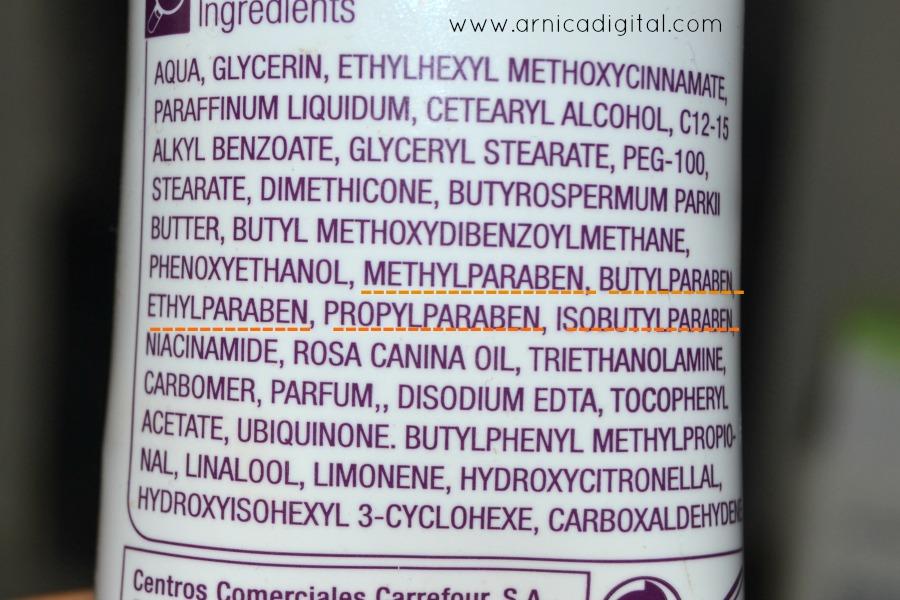 www.arnicadigital.com
Ingredients
AQUA, GLYCERIN, ETHYLHEXYL METHOXYCINNAMATE,
PARAFFINUM LIQUIDUM, CETEARYL ALCOHOL, C12-15
ALKYL BENZOATE, GLYCERYL STEARATE, PEG-100,
STEARATE, DIMETHICONE, BUTYROSPERMUM PARKII
BUTTER, BUTYL METHOXYDIBENZOYLMETHANE,
PHENOXYETHANOL, METHYLPARABEN, BUTYLPARABEN,
ETHYLPARABEN, PROPYLPARABEN, ISOBUTYLPARABEN,
NIACINAMIDE, ROSA CANINA OIL, TRIETHANOLAMINE,
CARBOMER, PARFUM,, DISODIUM EDTA, TOCOPHERYL
ACETATE, UBIQUINONE. BUTYLPHENYL METHYLPROPIO-
NAL, LINALOOL, LIMONENE, HYDROXYCITRONELLAL,
HYDROXYISOHEXYL 3-CYCLOHEXE, CARBOXALDEHYDENE
Centros Comerciales Carrefour, S.A.